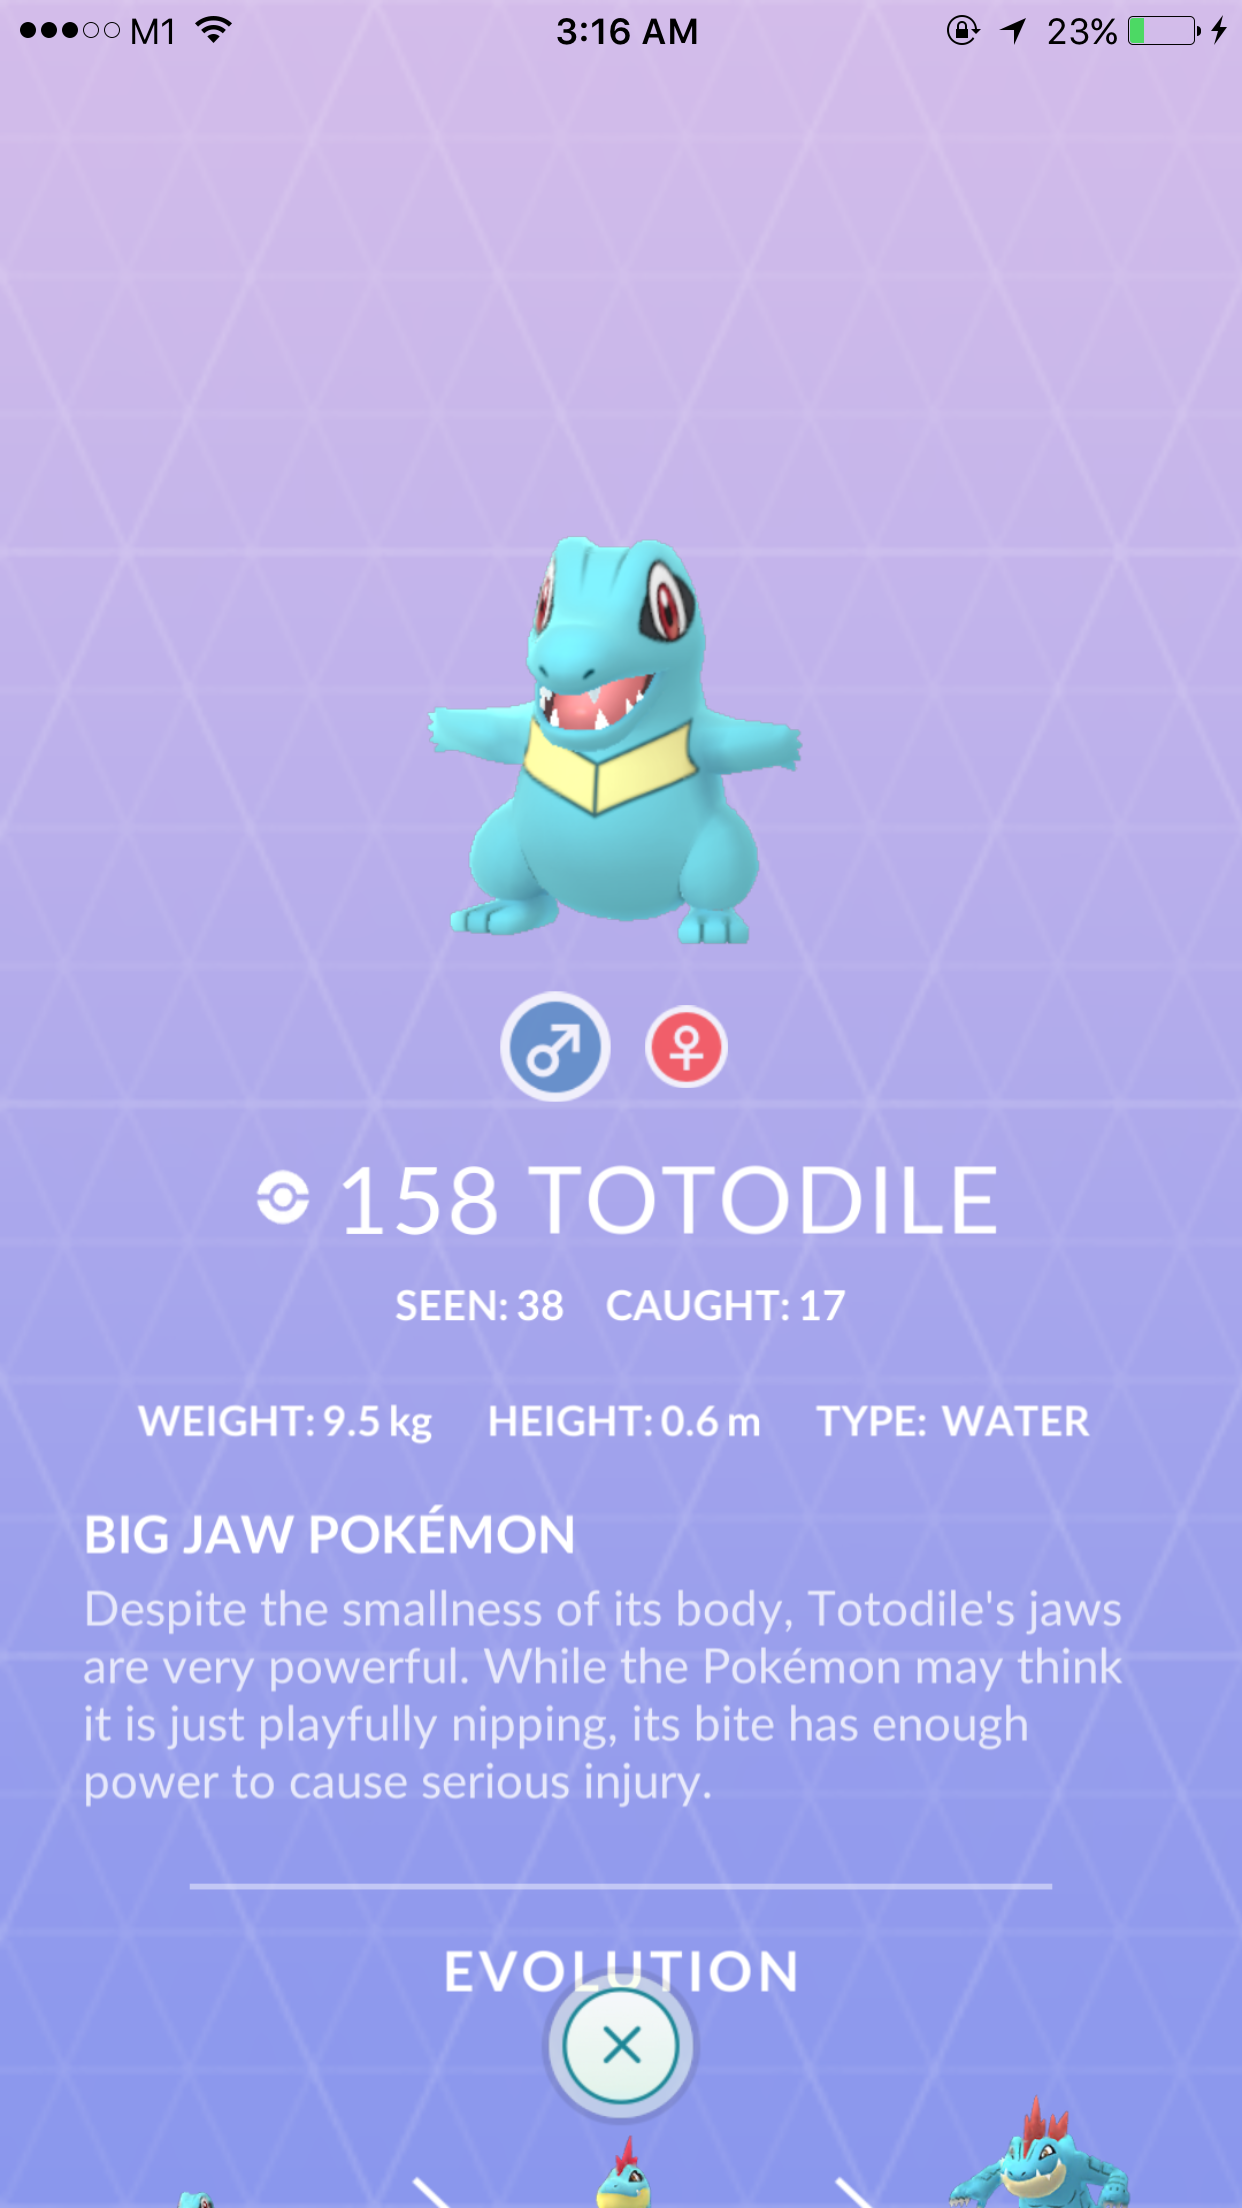 M1 3:16 AM 23%
158 TOTODILE
SEEN: 38 CAUGHT: 17
WEIGHT: 9.5 kg HEIGHT: 0.6 m TYPE: WATER
BIG JAW POKÉMON
Despite the smallness of its body, Totodile's jaws
are very powerful. While the Pokémon may think
it is just playfully nipping, its bite has enough
power to cause serious injury.
EVOLUTION